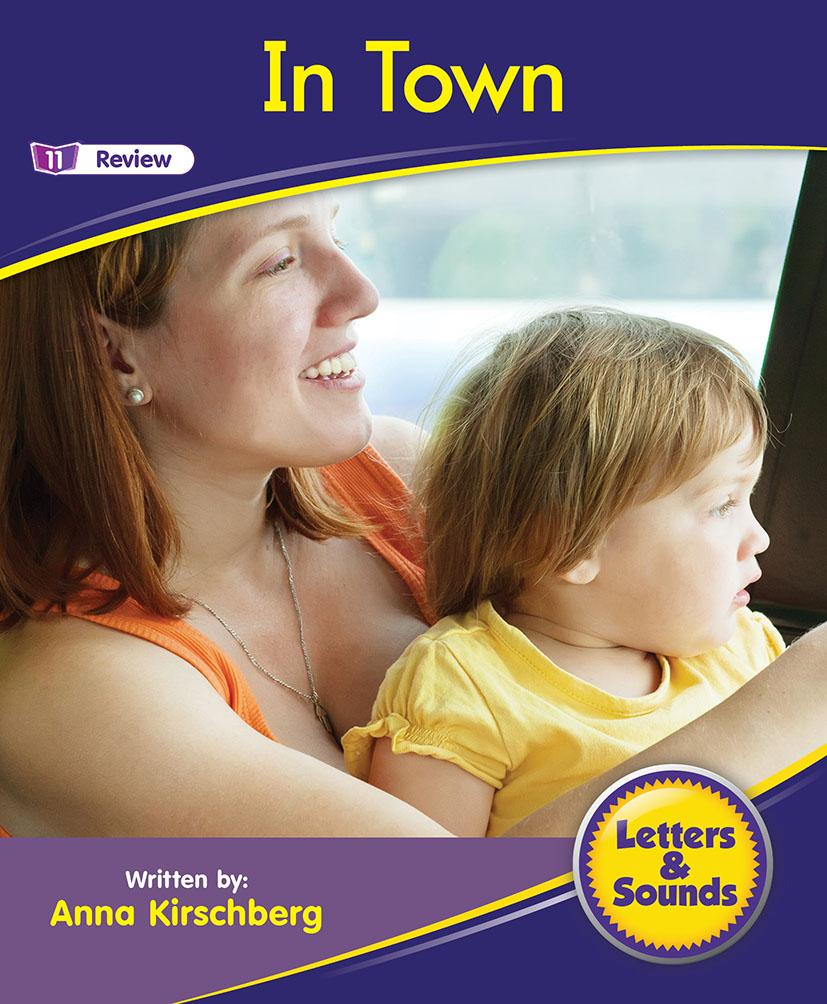 In Town
11 Review
Written by:
Anna Kirschberg
Letters
&
Sounds